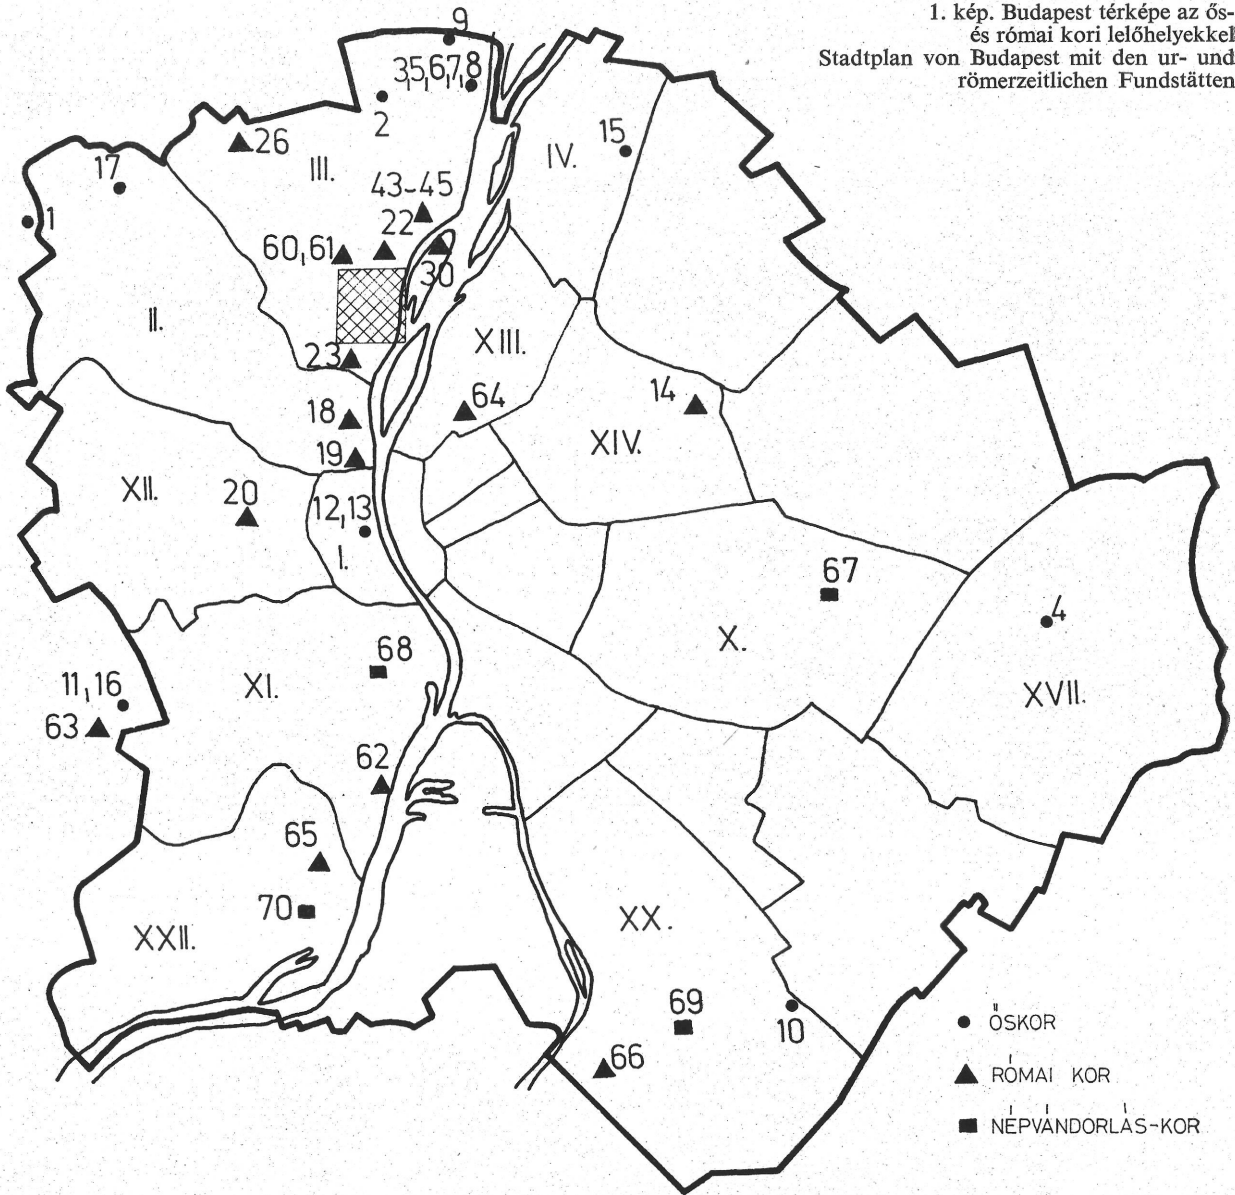 1. kép. Budapest térképe az ős-
és római kori lelőhelyekkel
Stadtplan von Budapest mit den ur- und
römerzeitlichen Fundstätten
9
3,5,6,7,8
2
26
III.
IV.
15
17
1
43-45
22
60,61
30
II.
23
XIII.
64
14
18
XIV.
19
XII.
20
12,13
I.
67
4
X.
68
XI.
XVII.
11,16
63
62
65
70
XX.
XXII.
69
10
66
ŐSKOR
RÓMAI KOR
NÉPVÁNDORLÁS-KOR